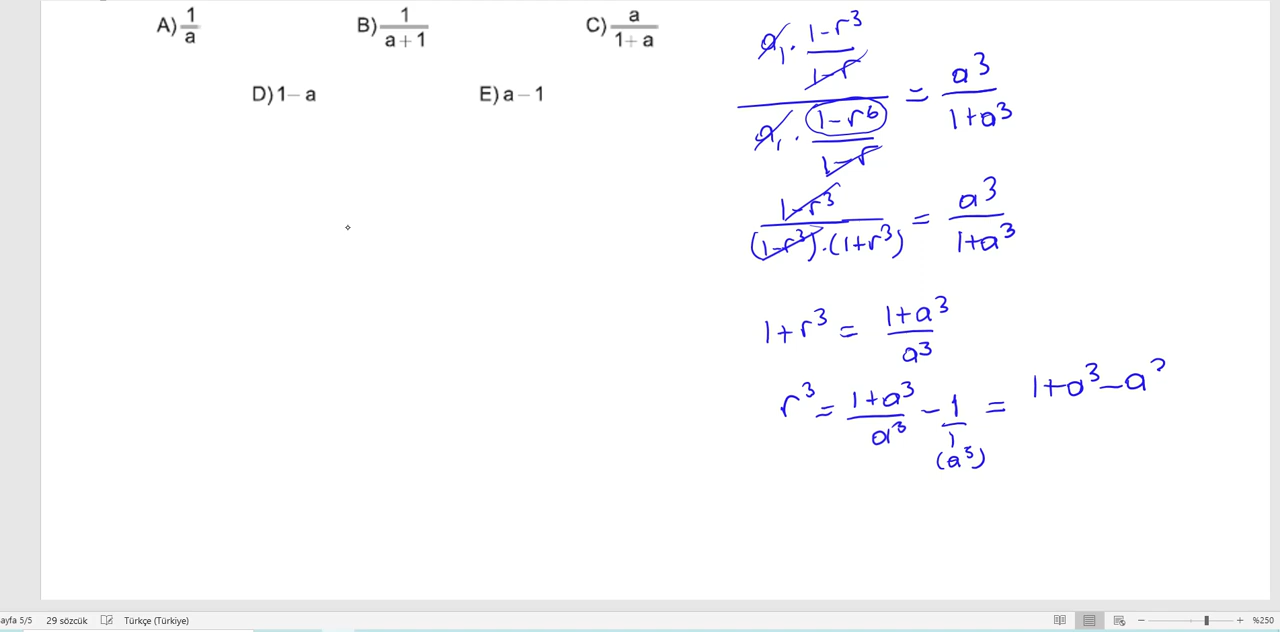 A) 1/a B) 1/(a+1) C) a/(1+a)
D) 1-a E) a-1
(a₁ · (1-r³)/(1-r)) / (a₁ · (1-r⁶)/(1-r)) = a³/(1+a³)
(1-r³)/((1-r³)·(1+r³)) = a³/(1+a³)
1+r³ = (1+a³)/a³
r³ = (1+a³)/a³ - 1/1 = 1+a³-a
(a³)
ayfa 5/5 29 sözcük Türkçe (Türkiye) %250